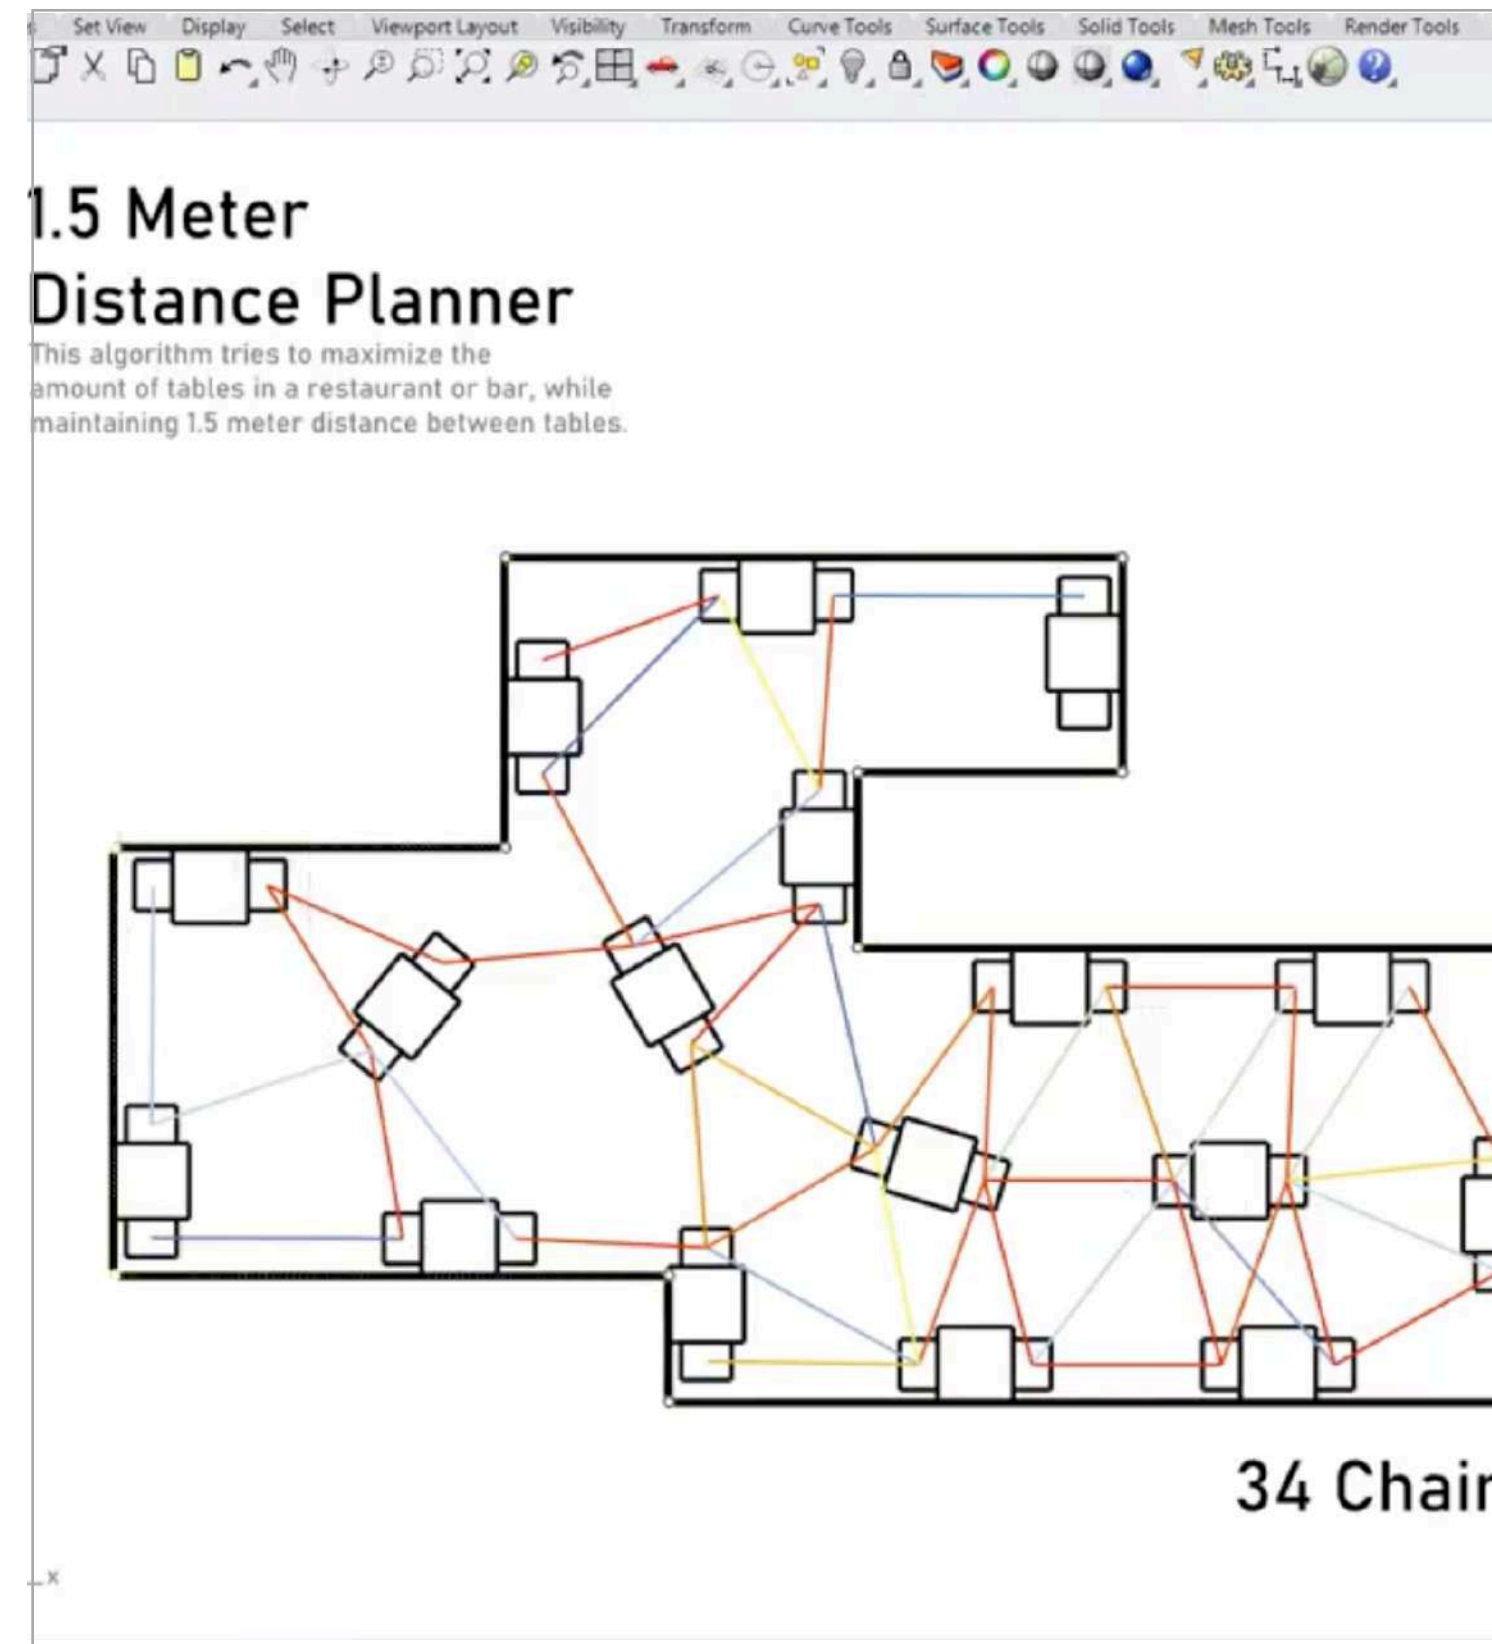 Set View Display Select Viewport Layout Visibility Transform Curve Tools Surface Tools Solid Tools Mesh Tools Render Tools
1.5 Meter
Distance Planner
This algorithm tries to maximize the
amount of tables in a restaurant or bar, while
maintaining 1.5 meter distance between tables.
34 Chair
x